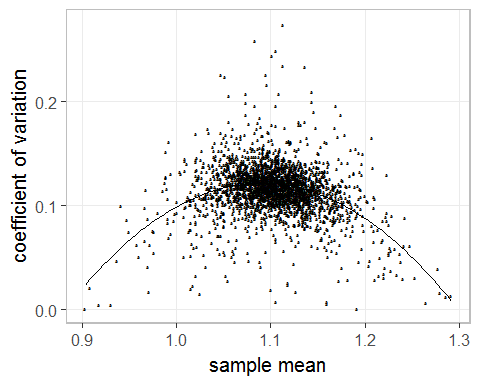 coefficient of variation
0.2
0.1
0.0
0.9 1.0 1.1 1.2 1.3
sample mean